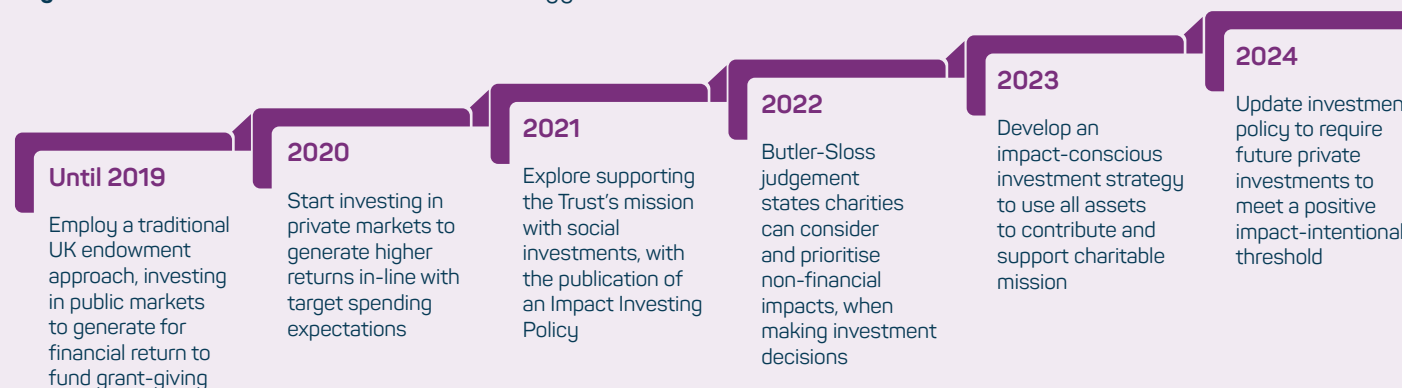 Until 2019
Employ a traditional
UK endowment
approach, investing
in public markets
to generate for
financial return to
fund grant-giving
2020
Start investing in
private markets to
generate higher
returns in-line with
target spending
expectations
2021
Explore supporting
the Trust's mission
with social
investments, with
the publication of
an Impact Investing
Policy
2022
Butler-Sloss
judgement
states charities
can consider
and prioritise
non-financial
impacts, when
making investment
decisions
2023
Develop an
impact-conscious
investment strategy
to use all assets
to contribute and
support charitable
mission
2024
Update investmen
policy to require
future private
investments to
meet a positive
impact-intentional
threshold